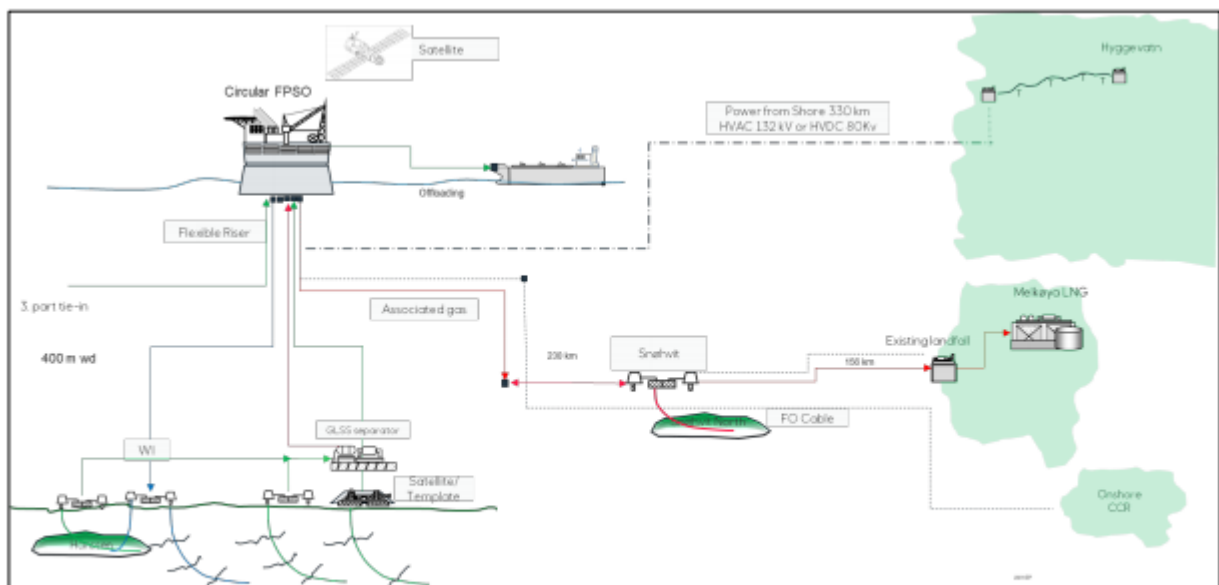 Satellite
Hyggevatn
Circular FPSO
Power from Shore 330 km
HVAC 132 kV or HVDC 80Kv
Offloading
Flexible Riser
3. part tie-in
Associated gas
Melkøya LNG
400 m wd
230 km
Snøhvit
Existing landfall
GLSS separator
FO Cable
WI
Satellite/
Template
Onshore
CCR
North